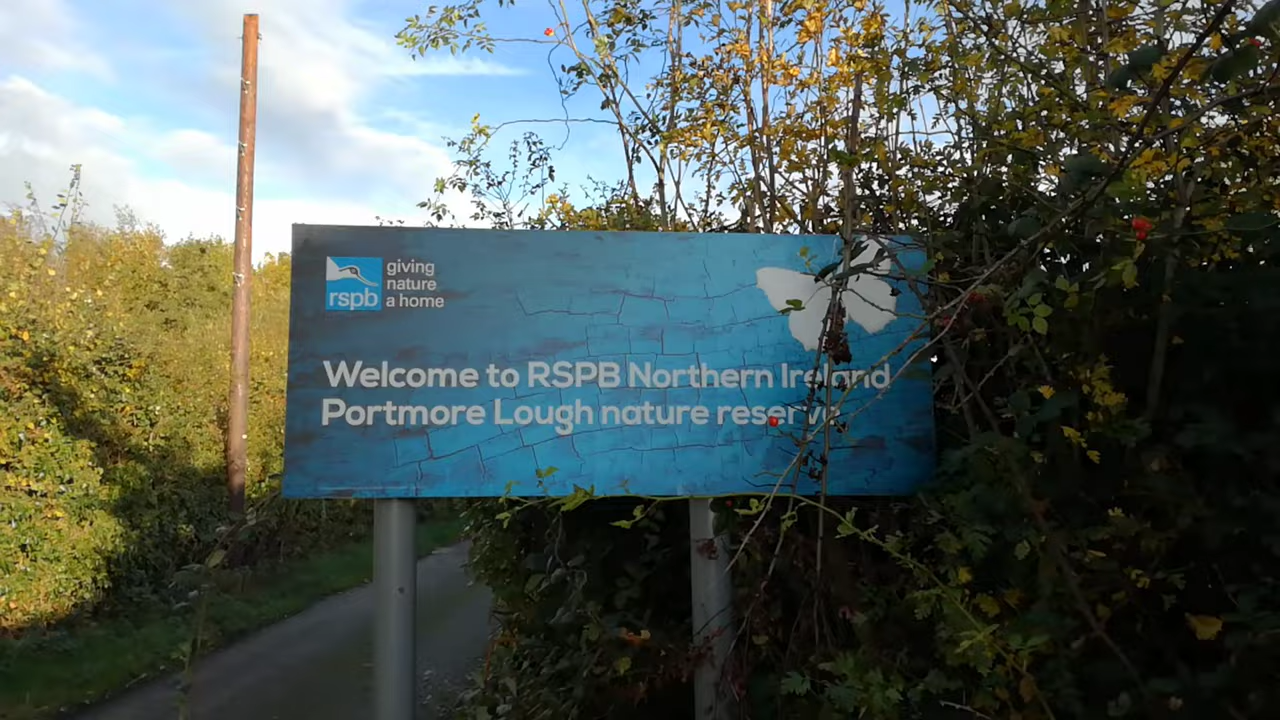 rspb
giving
nature
a home
Welcome to RSPB Northern Ireland
Portmore Lough nature reserve